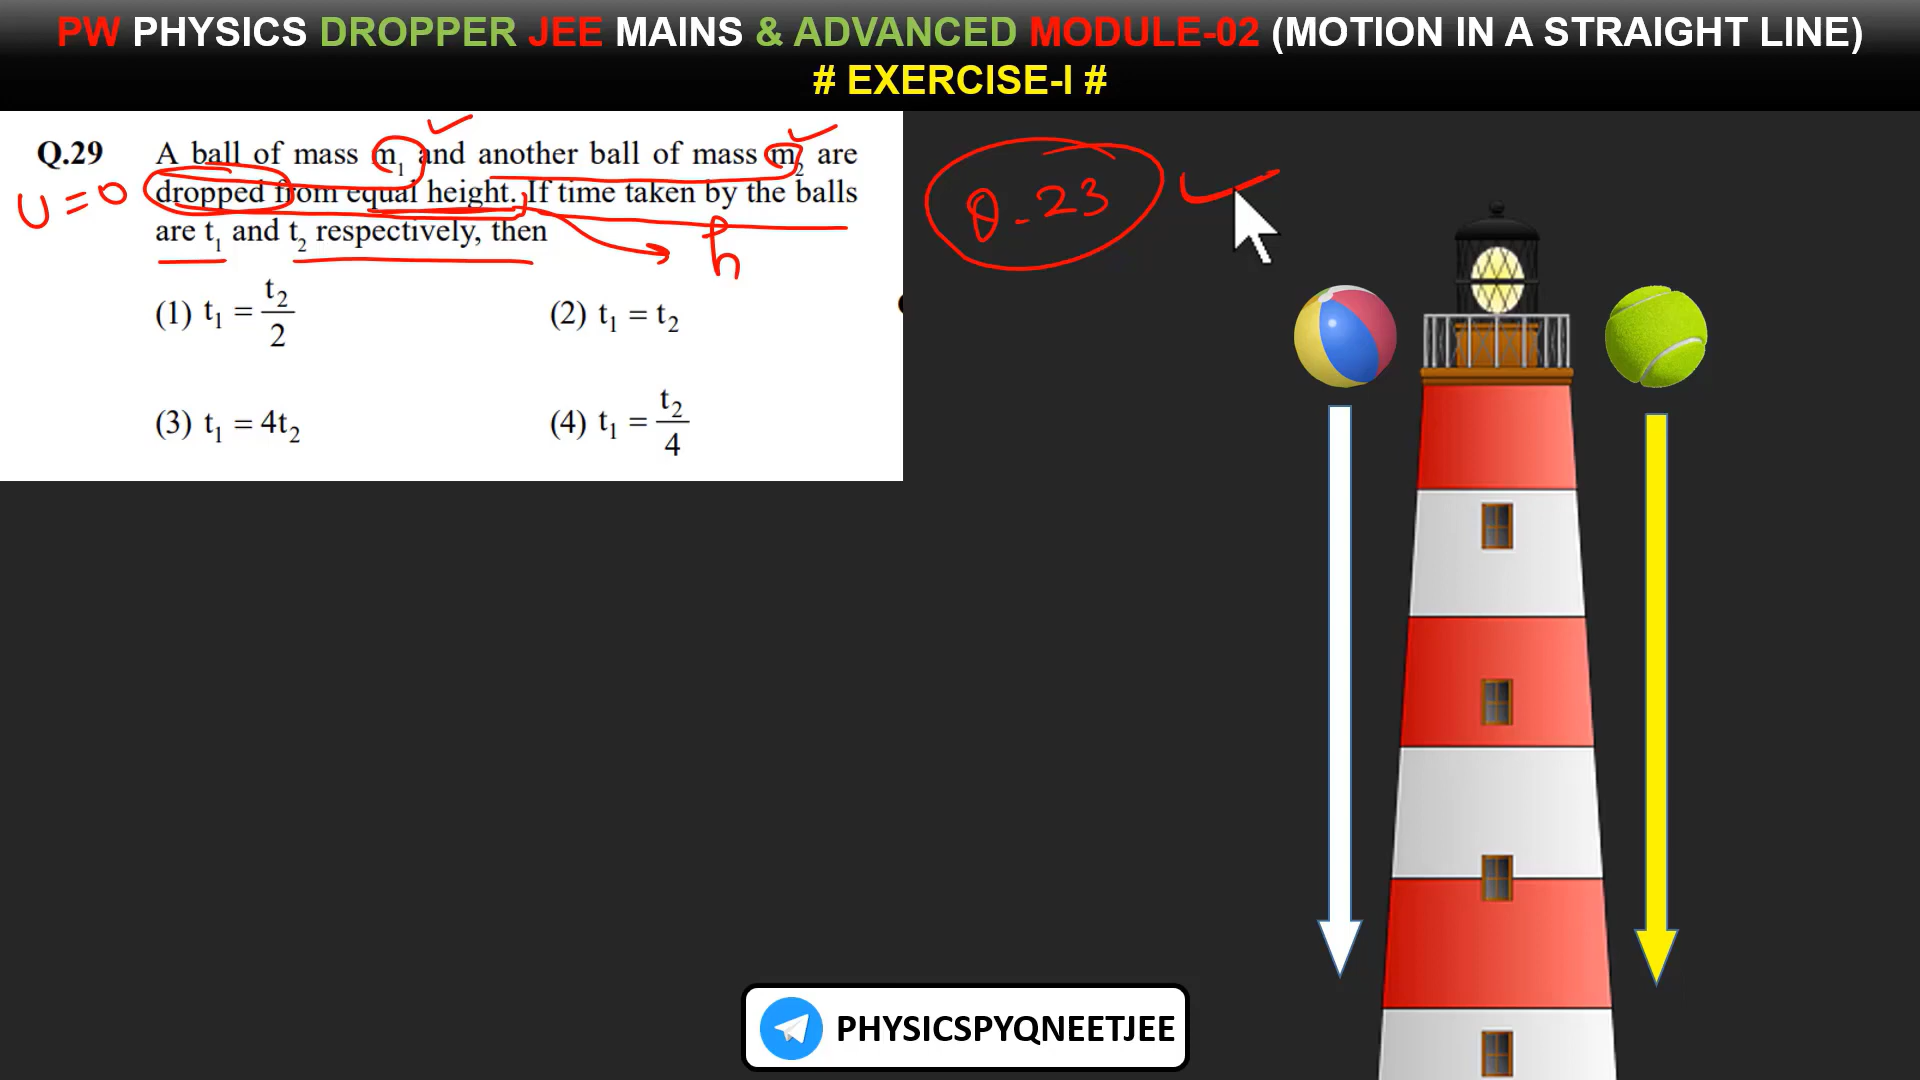 PW PHYSICS DROPPER JEE MAINS & ADVANCED MODULE-02 (MOTION IN A STRAIGHT LINE)
# EXERCISE-I #
Q.29 A ball of mass m₁ and another ball of mass m₂ are
dropped from equal height. If time taken by the balls
are t₁ and t₂ respectively, then
u = 0
h
Q-23
(1) t₁ = t₂/2 (2) t₁ = t₂
(3) t₁ = 4t₂ (4) t₁ = t₂/4
PHYSICSPYQNEETJEE